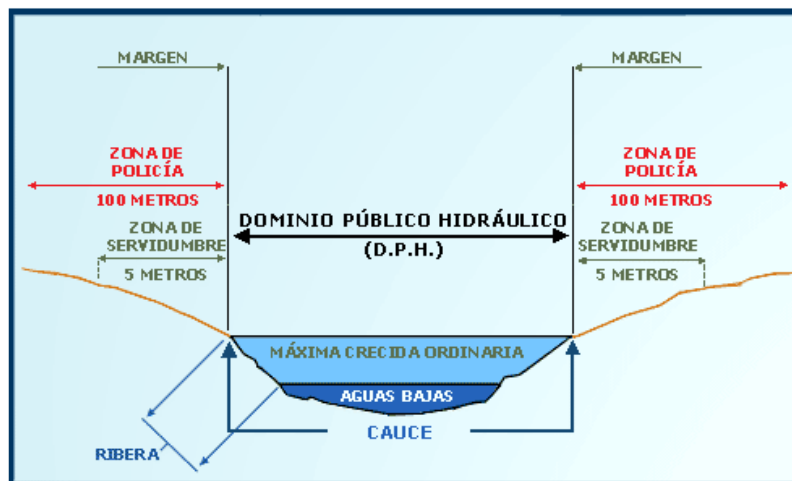 MARGEN
MARGEN
ZONA DE
POLICÍA
100 METROS
ZONA DE
POLICÍA
100 METROS
DOMINIO PÚBLICO HIDRÁULICO
(D.P.H.)
ZONA DE
SERVIDUMBRE
5 METROS
ZONA DE
SERVIDUMBRE
5 METROS
MÁXIMA CRECIDA ORDINARIA
AGUAS BAJAS
CAUCE
RIBERA